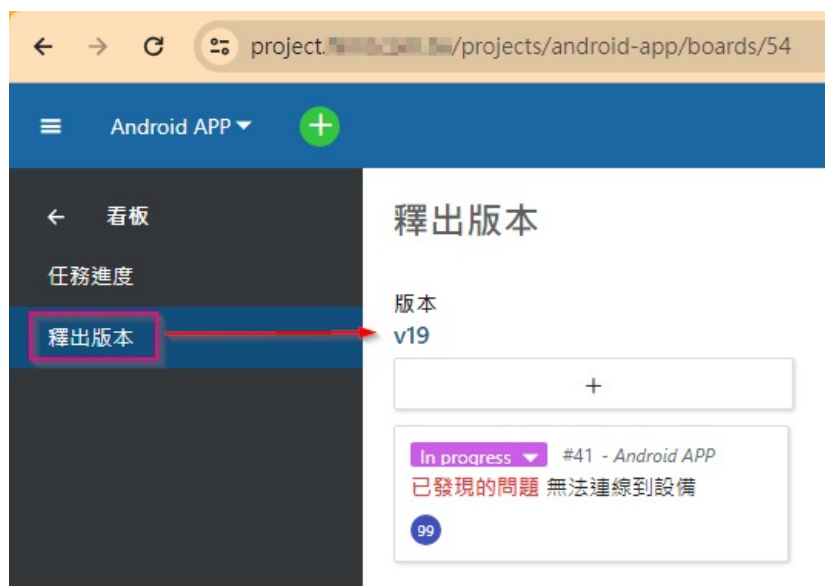 project.
/projects/android-app/boards/54
Android APP
看板
任務進度
釋出版本
釋出版本
版本
v19
+
In progress #41 - Android APP
已發現的問題 無法連線到設備
99